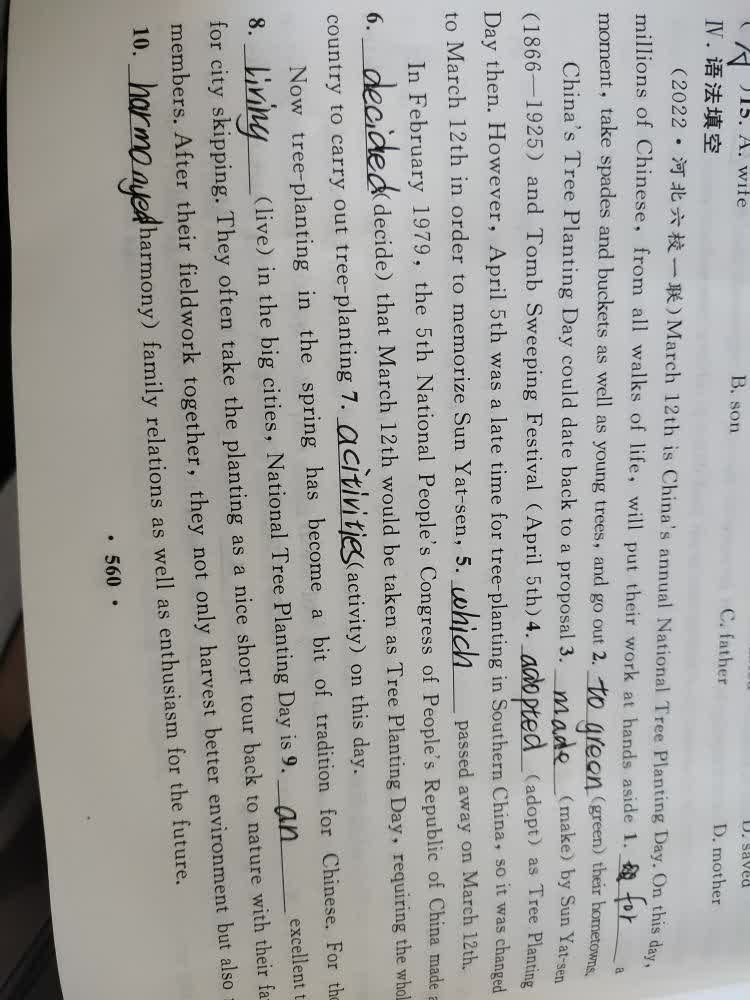 )15. A. wife B. son C. father D. mother
Ⅳ. 语法填空
(2022·河北六校一联)March 12th is China's annual National Tree Planting Day. On this day,
millions of Chinese, from all walks of life, will put their work at hands aside 1. for a
moment, take spades and buckets as well as young trees, and go out 2. to green (green) their hometowns.
China's Tree Planting Day could date back to a proposal 3. made (make) by Sun Yat-sen
(1866—1925) and Tomb Sweeping Festival (April 5th) 4. adopted (adopt) as Tree Planting
Day then. However, April 5th was a late time for tree-planting in Southern China, so it was changed
to March 12th in order to memorize Sun Yat-sen, 5. which passed away on March 12th.
In February 1979, the 5th National People's Congress of People's Republic of China made
6. decided (decide) that March 12th would be taken as Tree Planting Day, requiring the
country to carry out tree-planting 7. acitivities (activity) on this day.
Now tree-planting in the spring has become a bit of tradition for Chinese. For
8. living (live) in the big cities, National Tree Planting Day is 9. an excellent
for city skipping. They often take the planting as a nice short tour back to nature with their
members. After their fieldwork together, they not only harvest better environment but also
10. harmonyed (harmony) family relations as well as enthusiasm for the future.
· 560 ·